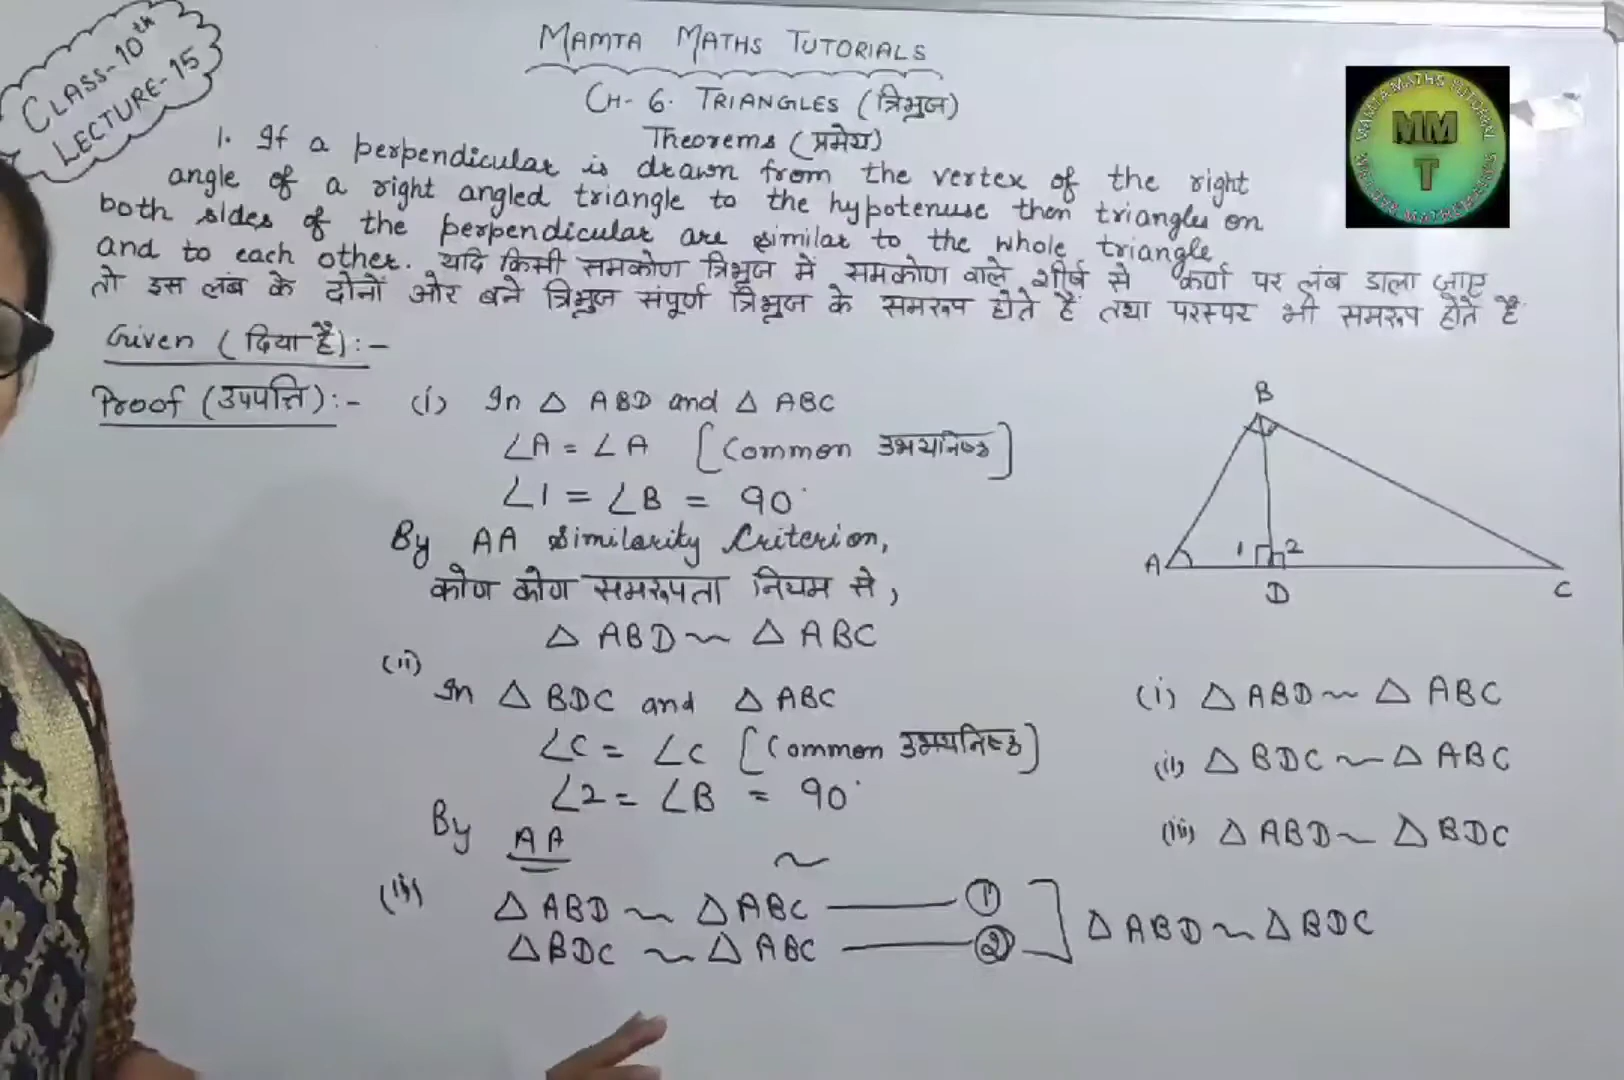 CLASS-10th
LECTURE-15
MAMTA MATHS TUTORIALS
CH-6. TRIANGLES (त्रिभुज)
Theorems (प्रमेय)
1. If a perpendicular is drawn from the vertex of the right
angle of a right angled triangle to the hypotenuse then triangles on
both sides of the perpendicular are similar to the whole triangle
and to each other. यदि किसी समकोण त्रिभुज में समकोण वाले शीर्ष से कर्ण पर लंब डाला जाए
तो इस लंब के दोनों ओर बने त्रिभुज संपूर्ण त्रिभुज के समरूप होते हैं तथा परस्पर भी समरूप होते हैं
Given (दिया है) :-
Proof (उपपत्ति) :- (i) In △ ABD and △ ABC
∠A = ∠A [Common उभयनिष्ठ]
∠1 = ∠B = 90°
By AA Similarity Criterion,
कोण कोण समरूपता नियम से,
△ ABD ~ △ ABC
(ii)
In △ BDC and △ ABC
∠C = ∠C [Common उभयनिष्ठ]
∠2 = ∠B = 90°
By AA
~
(iii) △ ABD ~ △ ABC ——— ①
△ BDC ~ △ ABC ——— ②
] △ ABD ~ △ BDC
B
A 1 2
D C
(i) △ ABD ~ △ ABC
(ii) △ BDC ~ △ ABC
(iii) △ ABD ~ △ BDC
MAMTA MATHS TUTORIAL
MM
T